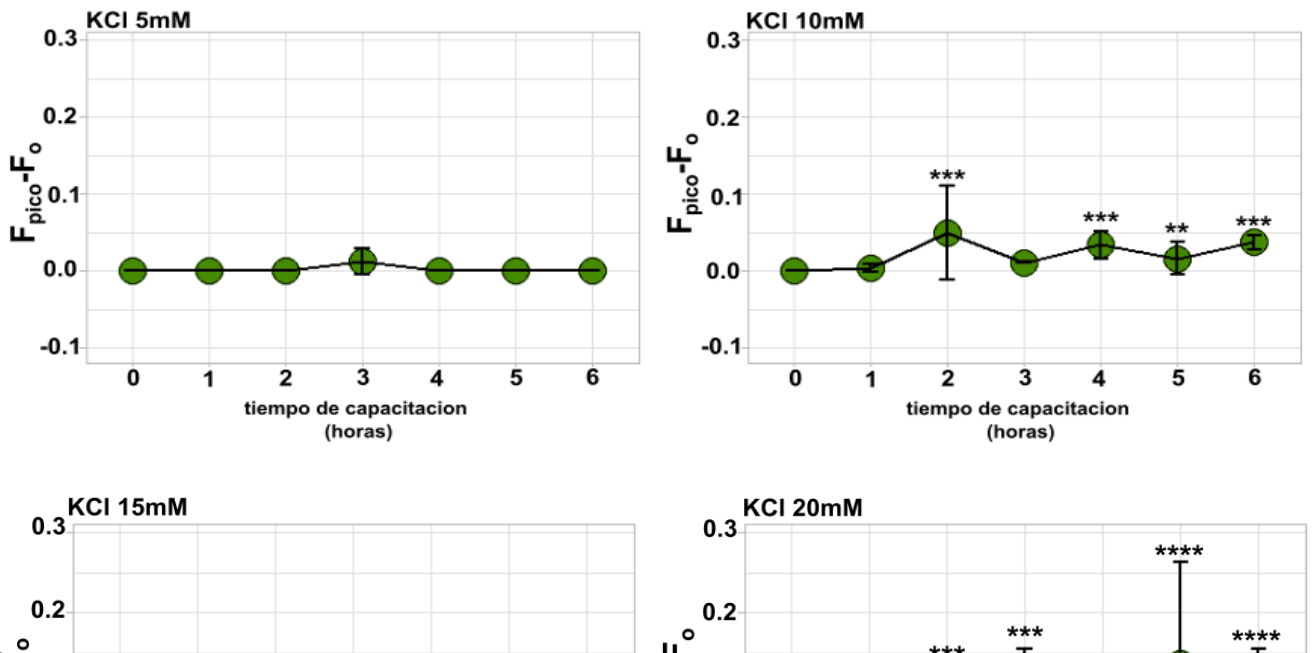 KCl 5mM
0.3
0.2
0.1
0.0
-0.1
Fpico-Fo
0 1 2 3 4 5 6
tiempo de capacitacion
(horas)
KCl 10mM
0.3
0.2
0.1
0.0
-0.1
Fpico-Fo
*** *** ** ***
0 1 2 3 4 5 6
tiempo de capacitacion
(horas)
KCl 15mM
0.3
0.2
o
KCl 20mM
0.3
0.2
Fo
*** *** **** ****